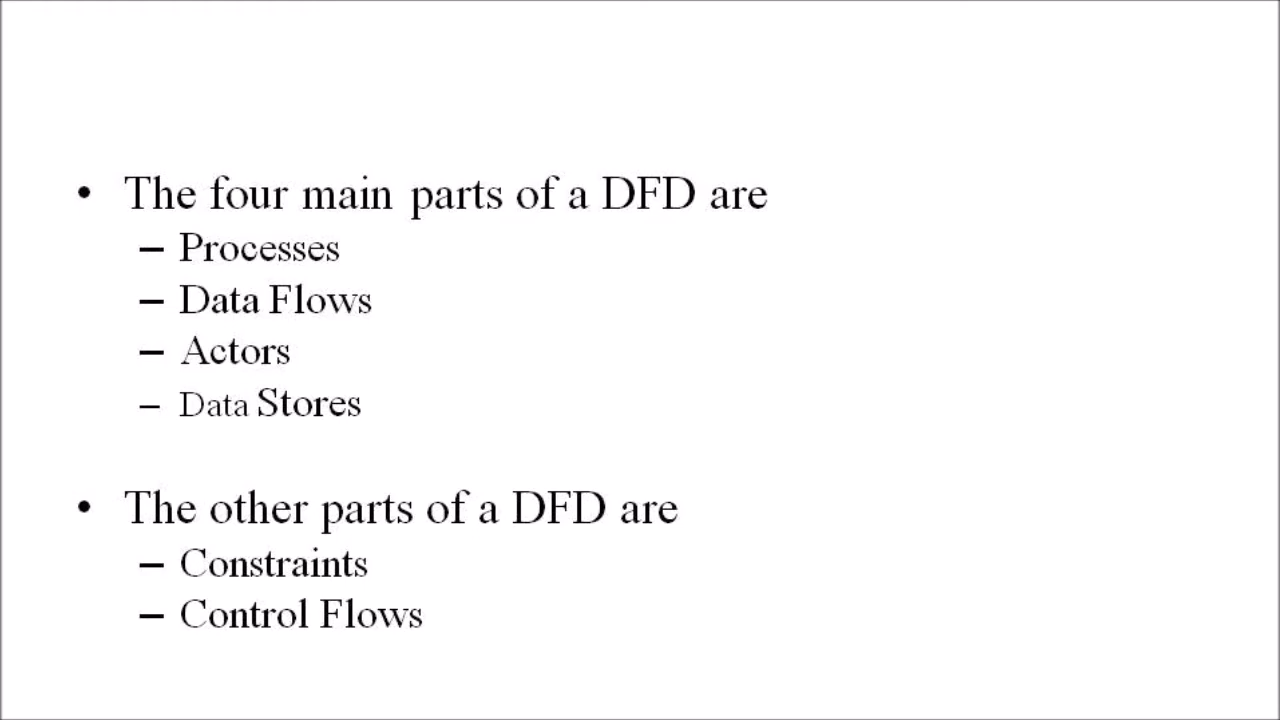 • The four main parts of a DFD are
– Processes
– Data Flows
– Actors
– Data Stores
• The other parts of a DFD are
– Constraints
– Control Flows